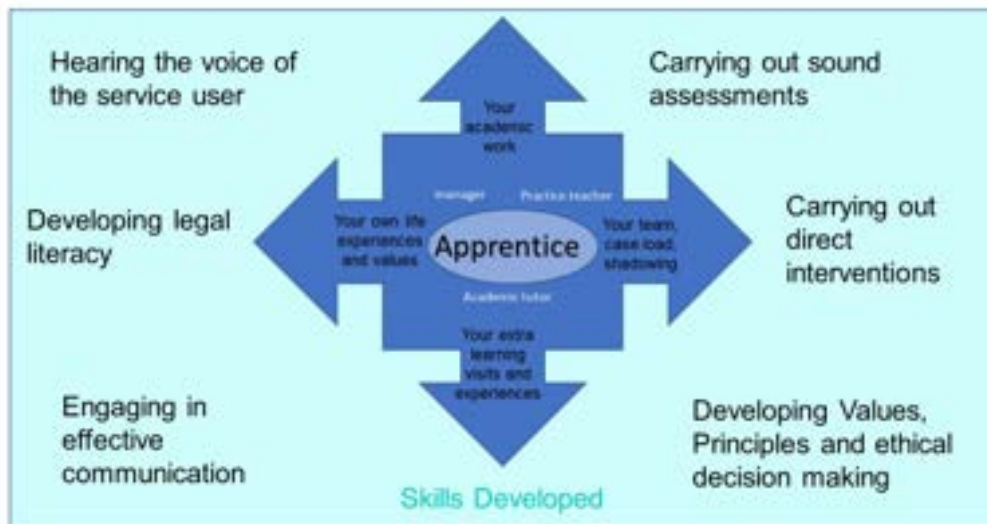 Hearing the voice of
the service user
Carrying out sound
assessments
Your
academic
work
manager
Practice teacher
Developing legal
literacy
Your own life
experiences
and values
Apprentice
Your team,
case load,
shadowing
Carrying out
direct
interventions
Academic tutor
Your extra
learning
visits and
experiences
Engaging in
effective
communication
Developing Values,
Principles and ethical
decision making
Skills Developed